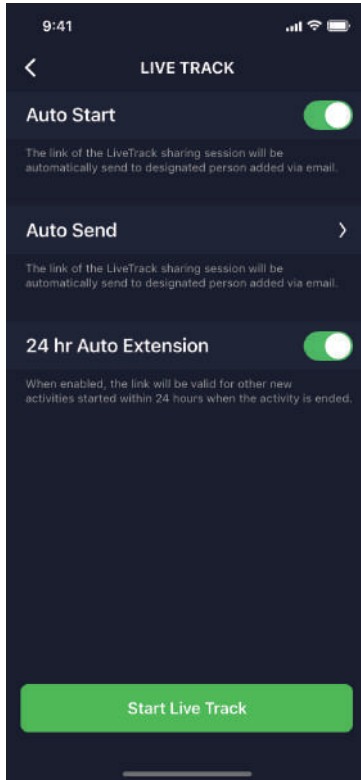 9:41
LIVE TRACK
Auto Start
The link of the LiveTrack sharing session will be
automatically send to designated person added via email.
Auto Send
The link of the LiveTrack sharing session will be
automatically send to designated person added via email.
24 hr Auto Extension
When enabled, the link will be valid for other new
activities started within 24 hours when the activity is ended.
Start Live Track